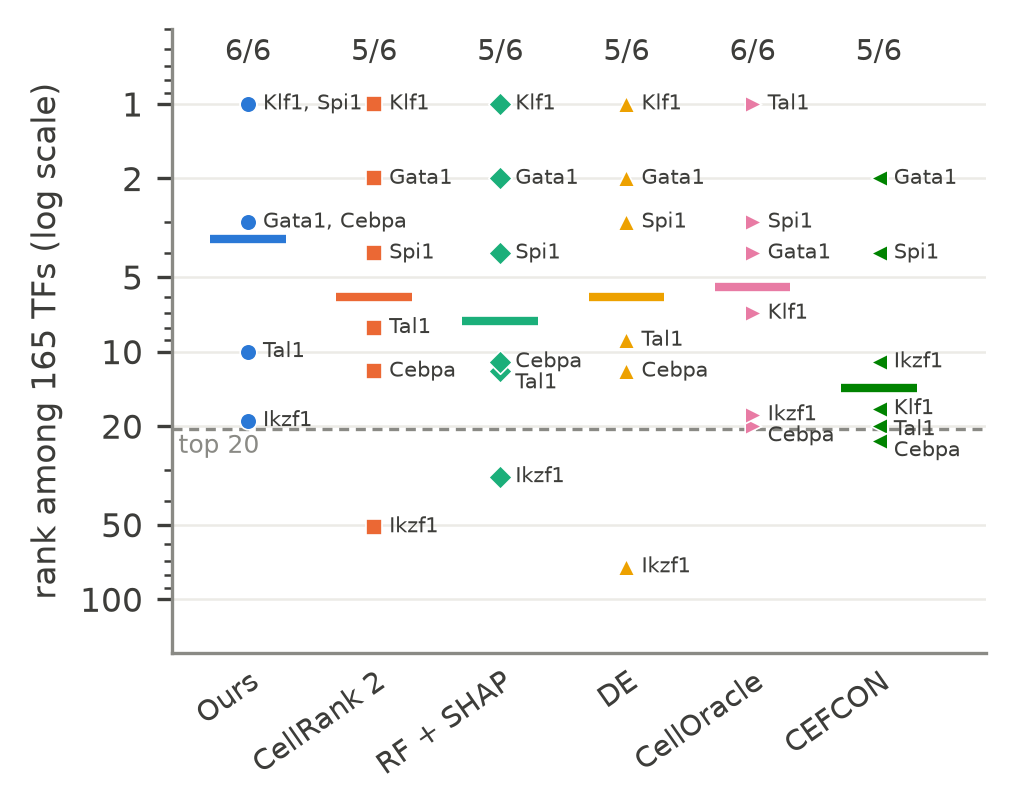 6/6 5/6 5/6 5/6 6/6 5/6
rank among 165 TFs (log scale)
1
2
5
10
20
50
100
top 20
Klf1, Spi1
Gata1, Cebpa
Tal1
Ikzf1
Klf1
Gata1
Spi1
Tal1
Cebpa
Ikzf1
Klf1
Gata1
Spi1
Cebpa
Tal1
Ikzf1
Klf1
Gata1
Spi1
Tal1
Cebpa
Ikzf1
Tal1
Spi1
Gata1
Klf1
Ikzf1
Cebpa
Gata1
Spi1
Ikzf1
Klf1
Tal1
Cebpa
Ours
CellRank 2
RF + SHAP
DE
CellOracle
CEFCON